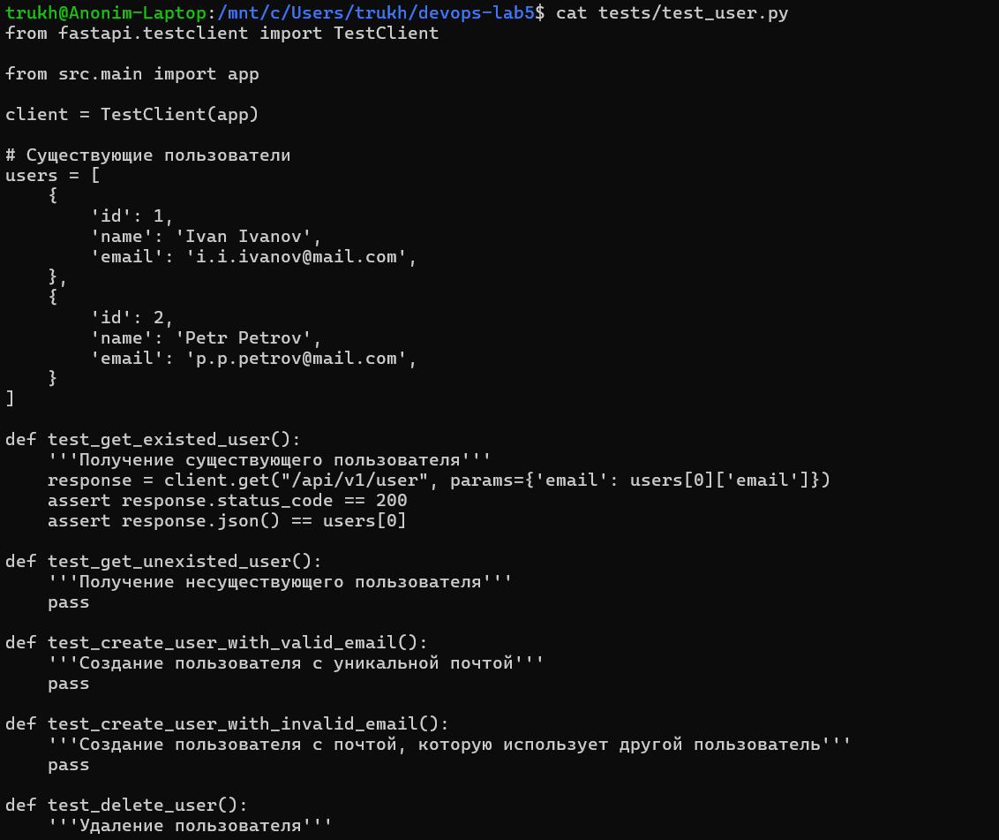 trukh@Anonim-Laptop:/mnt/c/Users/trukh/devops-lab5$ cat tests/test_user.py
from fastapi.testclient import TestClient
from src.main import app
client = TestClient(app)
# Существующие пользователи
users = [
    {
        'id': 1,
        'name': 'Ivan Ivanov',
        'email': 'i.i.ivanov@mail.com',
    },
    {
        'id': 2,
        'name': 'Petr Petrov',
        'email': 'p.p.petrov@mail.com',
    }
]
def test_get_existed_user():
    '''Получение существующего пользователя'''
    response = client.get("/api/v1/user", params={'email': users[0]['email']})
    assert response.status_code == 200
    assert response.json() == users[0]
def test_get_unexisted_user():
    '''Получение несуществующего пользователя'''
    pass
def test_create_user_with_valid_email():
    '''Создание пользователя с уникальной почтой'''
    pass
def test_create_user_with_invalid_email():
    '''Создание пользователя с почтой, которую использует другой пользователь'''
    pass
def test_delete_user():
    '''Удаление пользователя'''